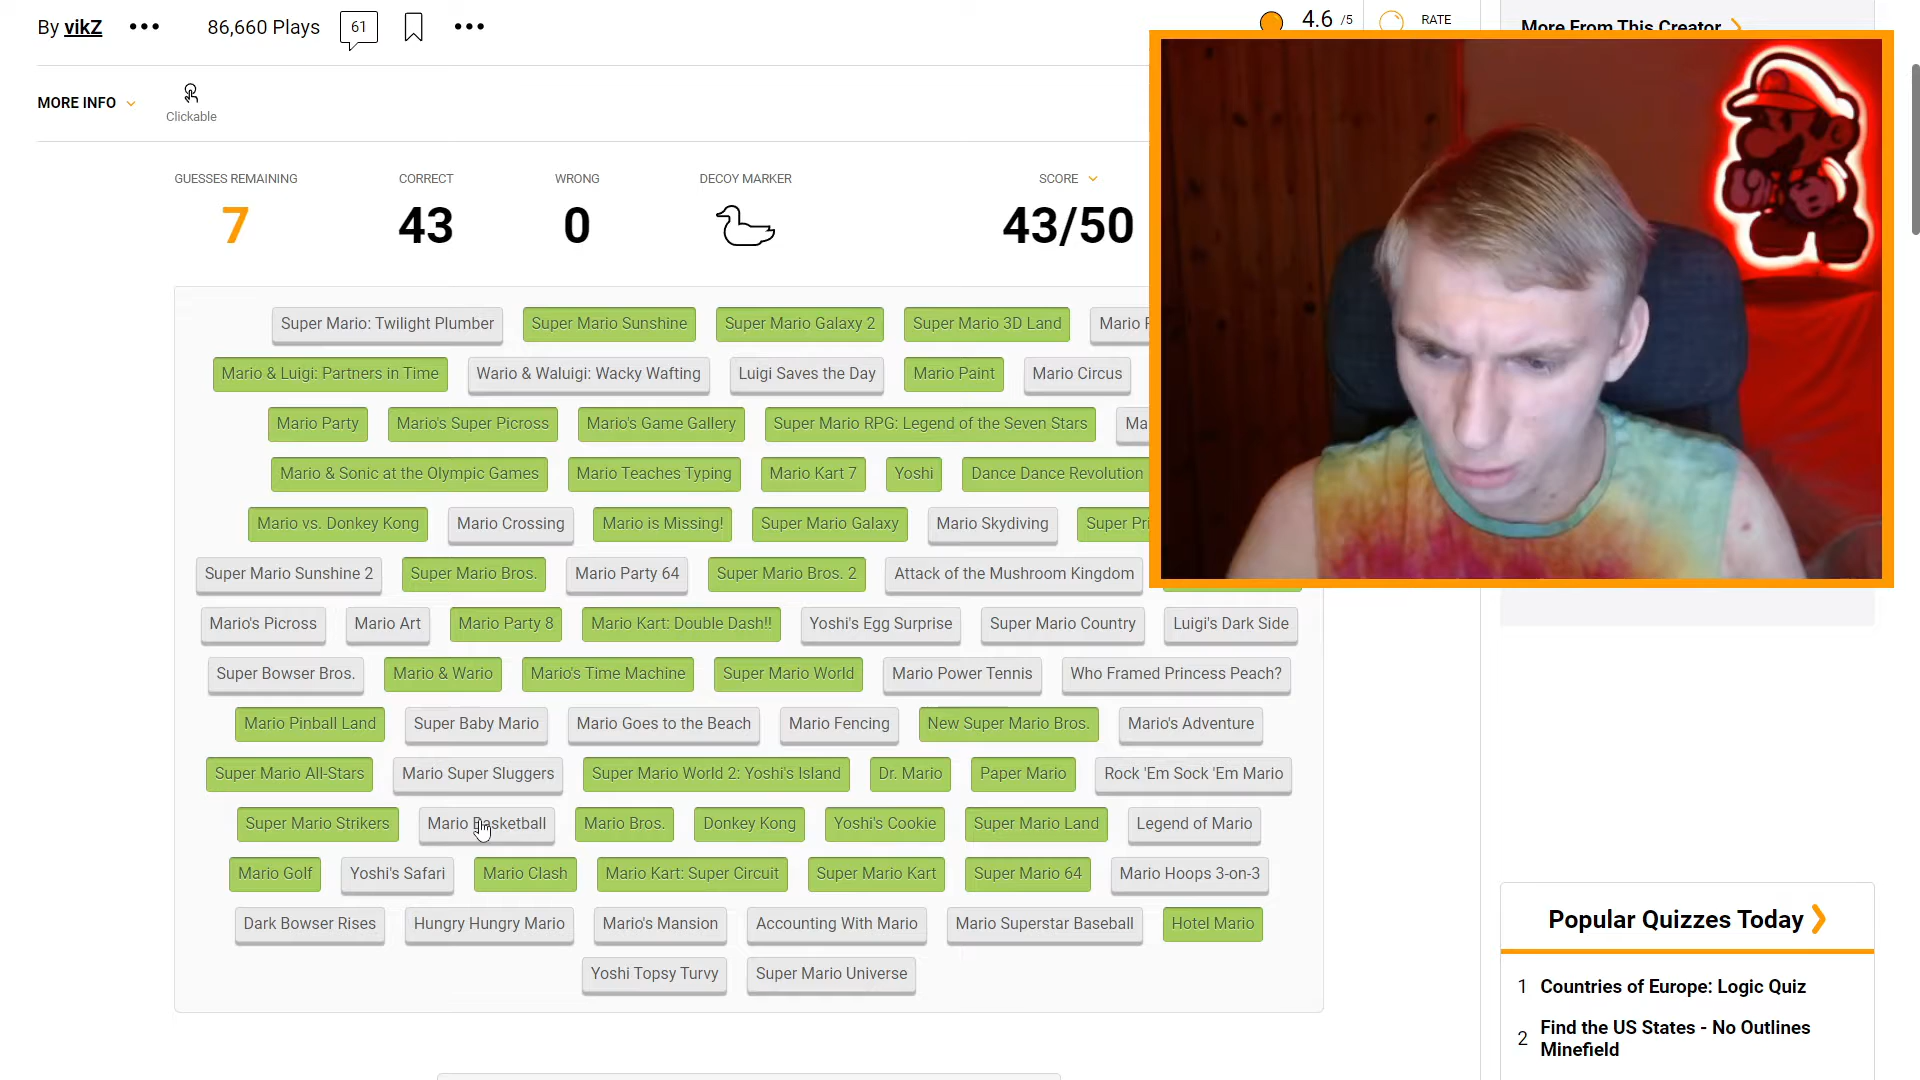 By vikZ 86,660 Plays 61 4.6 /5 RATE
More From This Creator
MORE INFO
Clickable
GUESSES REMAINING CORRECT WRONG DECOY MARKER SCORE
7 43 0 43/50
Super Mario: Twilight Plumber Super Mario Sunshine Super Mario Galaxy 2 Super Mario 3D Land Mario
Mario & Luigi: Partners in Time Wario & Waluigi: Wacky Wafting Luigi Saves the Day Mario Paint Mario Circus
Mario Party Mario's Super Picross Mario's Game Gallery Super Mario RPG: Legend of the Seven Stars
Mario & Sonic at the Olympic Games Mario Teaches Typing Mario Kart 7 Yoshi Dance Dance Revolution
Mario vs. Donkey Kong Mario Crossing Mario is Missing! Super Mario Galaxy Mario Skydiving Super
Super Mario Sunshine 2 Super Mario Bros. Mario Party 64 Super Mario Bros. 2 Attack of the Mushroom Kingdom
Mario's Picross Mario Art Mario Party 8 Mario Kart: Double Dash!! Yoshi's Egg Surprise Super Mario Country Luigi's Dark Side
Super Bowser Bros. Mario & Wario Mario's Time Machine Super Mario World Mario Power Tennis Who Framed Princess Peach?
Mario Pinball Land Super Baby Mario Mario Goes to the Beach Mario Fencing New Super Mario Bros. Mario's Adventure
Super Mario All-Stars Mario Super Sluggers Super Mario World 2: Yoshi's Island Dr. Mario Paper Mario Rock 'Em Sock 'Em Mario
Super Mario Strikers Mario Basketball Mario Bros. Donkey Kong Yoshi's Cookie Super Mario Land Legend of Mario
Mario Golf Yoshi's Safari Mario Clash Mario Kart: Super Circuit Super Mario Kart Super Mario 64 Mario Hoops 3-on-3
Dark Bowser Rises Hungry Hungry Mario Mario's Mansion Accounting With Mario Mario Superstar Baseball Hotel Mario
Yoshi Topsy Turvy Super Mario Universe
Popular Quizzes Today
1 Countries of Europe: Logic Quiz
2 Find the US States - No Outlines
Minefield